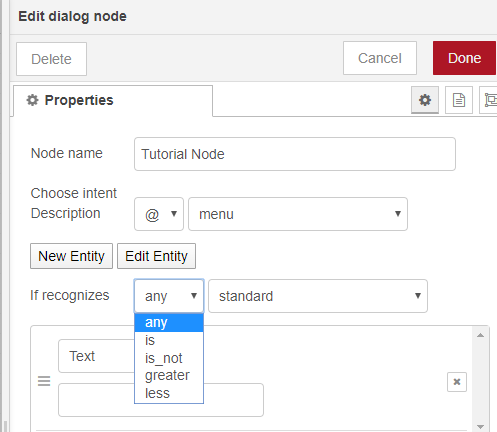 Edit dialog node
Delete
Cancel
Done
Properties
Node name
Tutorial Node
Choose intent
Description
@
menu
New Entity
Edit Entity
If recognizes
any
standard
any
is
is_not
greater
less
Text